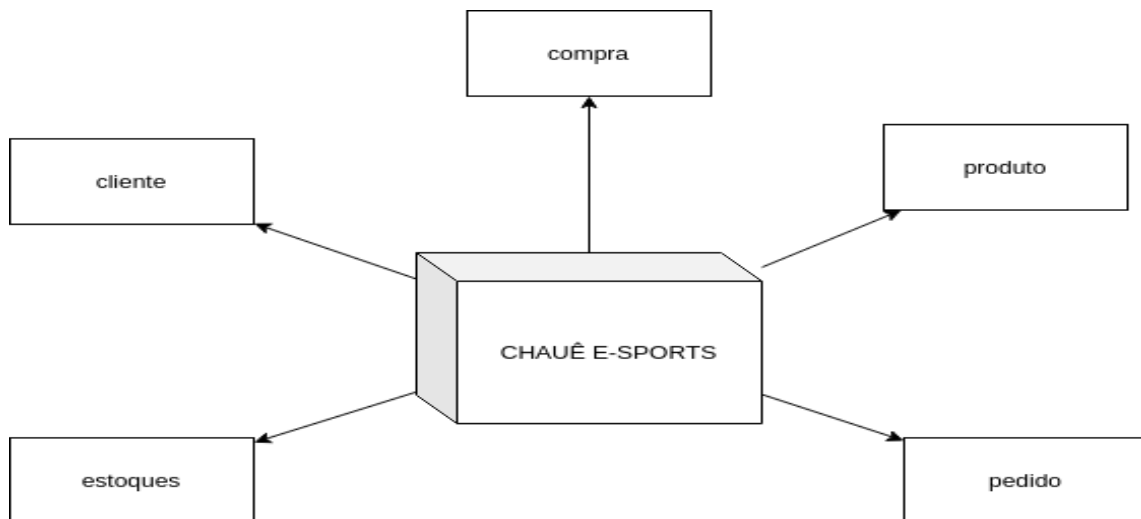 compra
cliente
produto
CHAUÊ E-SPORTS
estoques
pedido